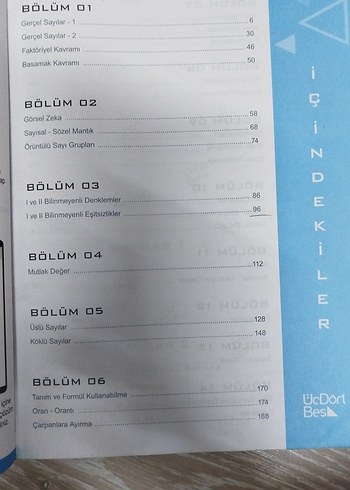 BÖLÜM 01
Gerçel Sayılar - 1 6
Gerçel Sayılar - 2 30
Faktöriyel Kavramı 46
Basamak Kavramı 50
BÖLÜM 02
Görsel Zeka 58
Sayısal - Sözel Mantık 68
Örüntülü Sayı Grupları 74
BÖLÜM 03
I ve II Bilinmeyenli Denklemler 86
I ve II Bilinmeyenli Eşitsizlikler 96
BÖLÜM 04
Mutlak Değer 112
BÖLÜM 05
Üslü Sayılar 128
Köklü Sayılar 148
BÖLÜM 06
Tanım ve Formül Kullanabilme 170
Oran - Orantı 174
Çarpanlara Ayırma 188
İÇİNDEKİLER
ÜçDört
Beş